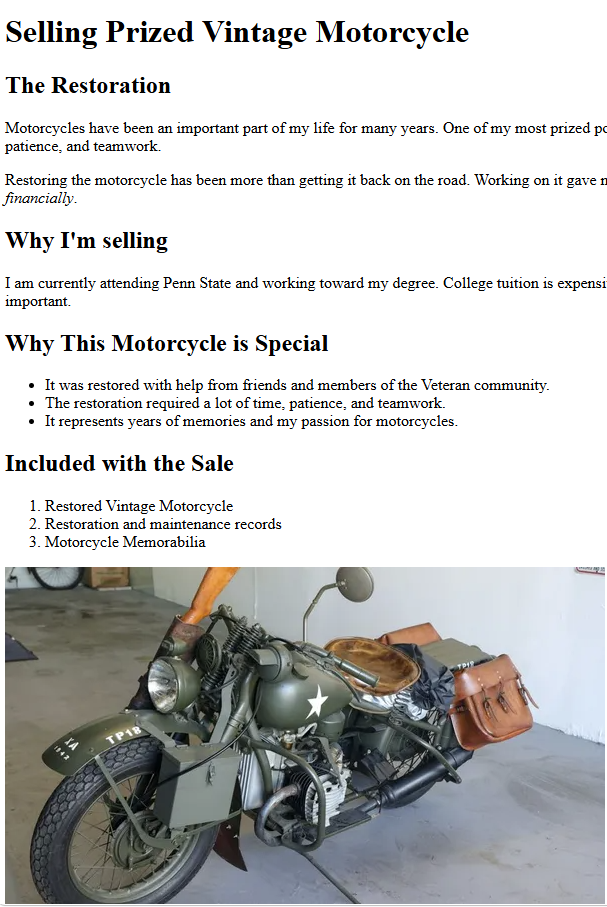 Selling Prized Vintage Motorcycle
The Restoration
Motorcycles have been an important part of my life for many years. One of my most prized po
patience, and teamwork.
Restoring the motorcycle has been more than getting it back on the road. Working on it gave
financially.
Why I'm selling
I am currently attending Penn State and working toward my degree. College tuition is expensi
important.
Why This Motorcycle is Special
• It was restored with help from friends and members of the Veteran community.
• The restoration required a lot of time, patience, and teamwork.
• It represents years of memories and my passion for motorcycles.
Included with the Sale
1. Restored Vintage Motorcycle
2. Restoration and maintenance records
3. Motorcycle Memorabilia
TP18
XA
1942
TP18